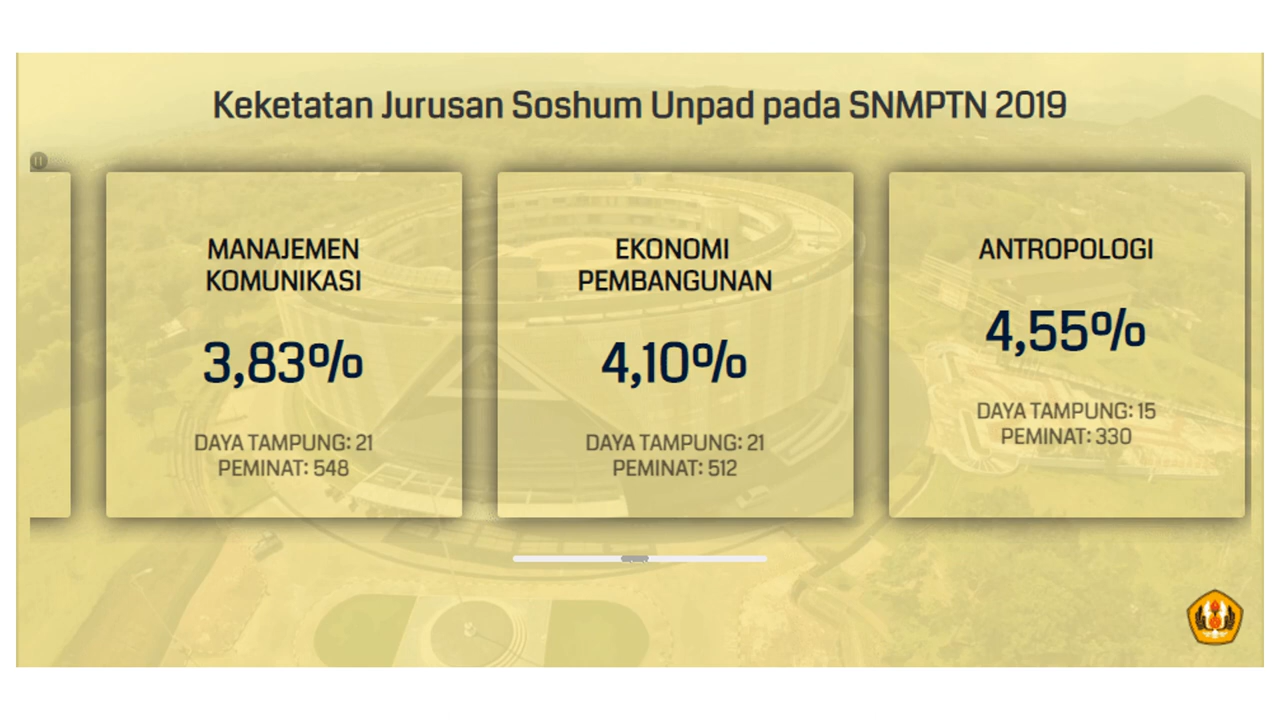 Keketatan Jurusan Soshum Unpad pada SNMPTN 2019
MANAJEMEN
KOMUNIKASI
3,83%
DAYA TAMPUNG: 21
PEMINAT: 548
EKONOMI
PEMBANGUNAN
4,10%
DAYA TAMPUNG: 21
PEMINAT: 512
ANTROPOLOGI
4,55%
DAYA TAMPUNG: 15
PEMINAT: 330